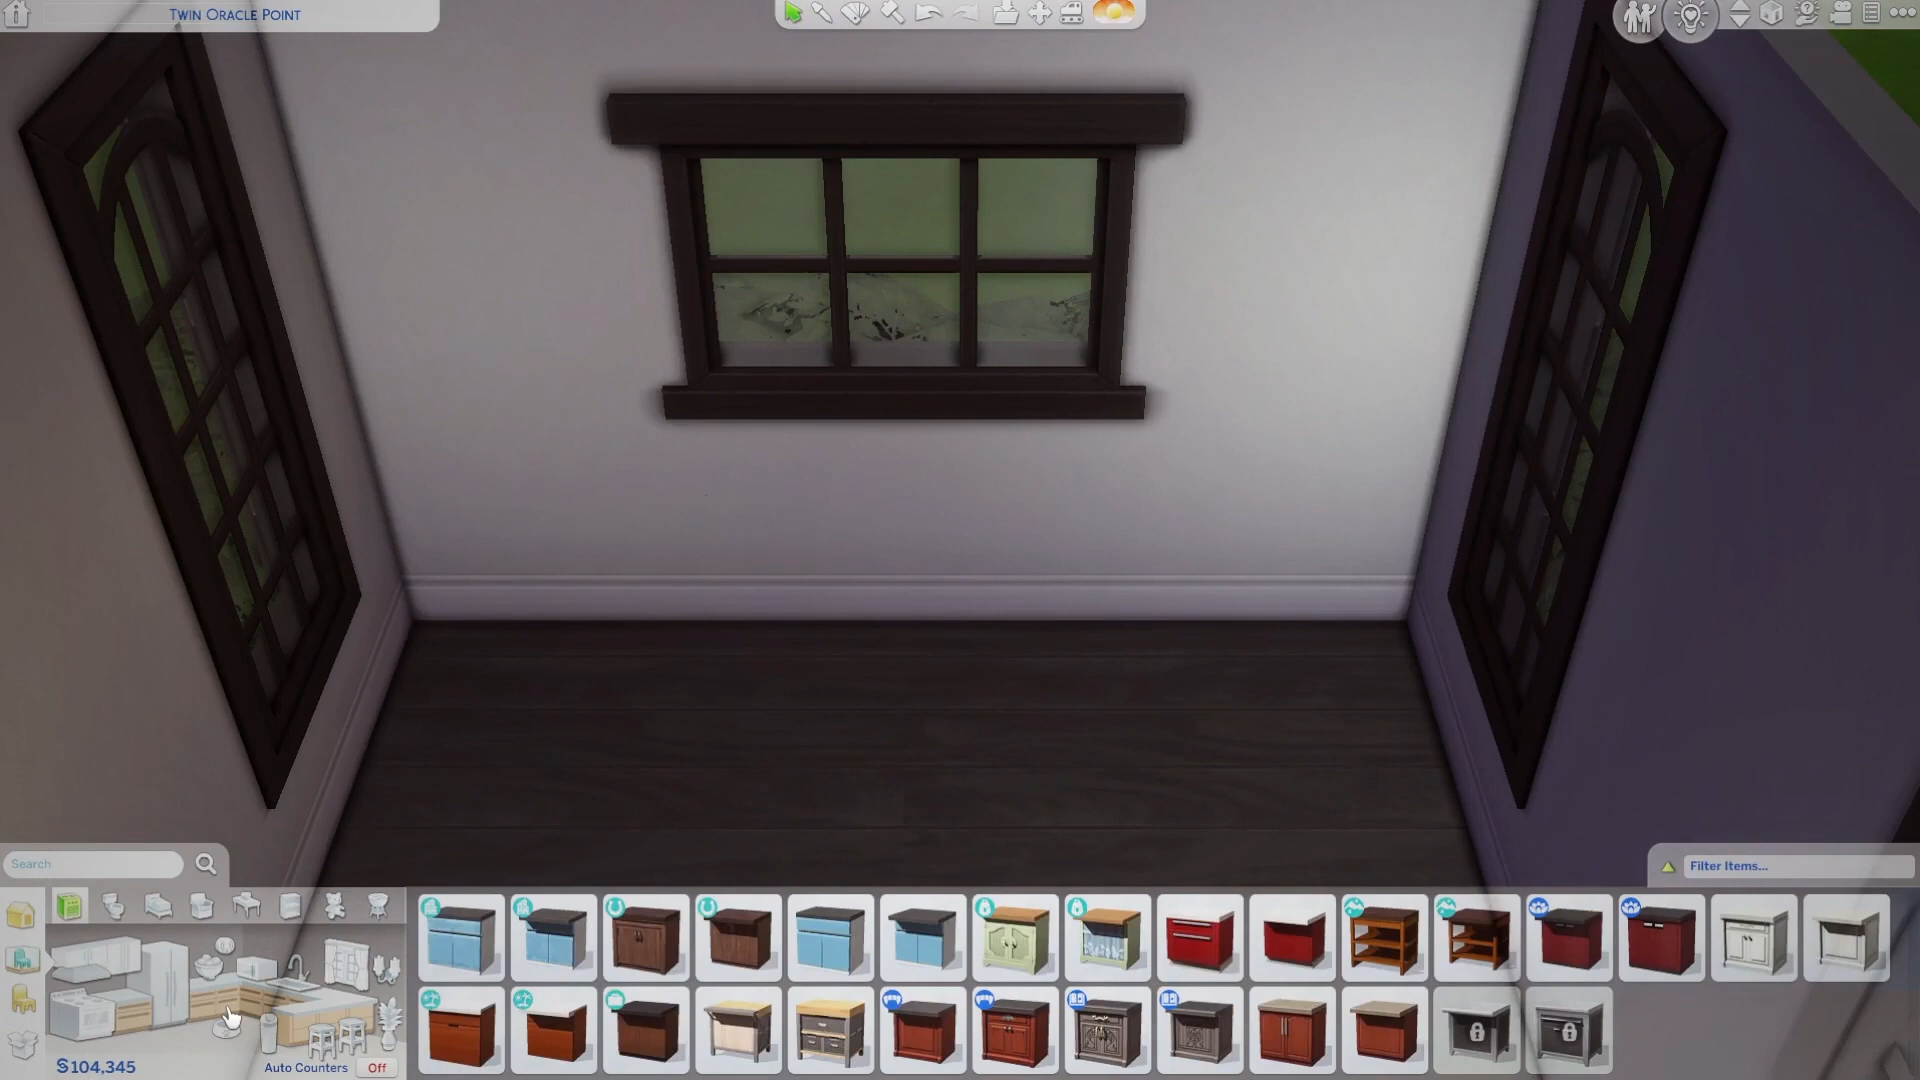 Twin Oracle Point
Search
Filter Items...
§104,345
Auto Counters Off